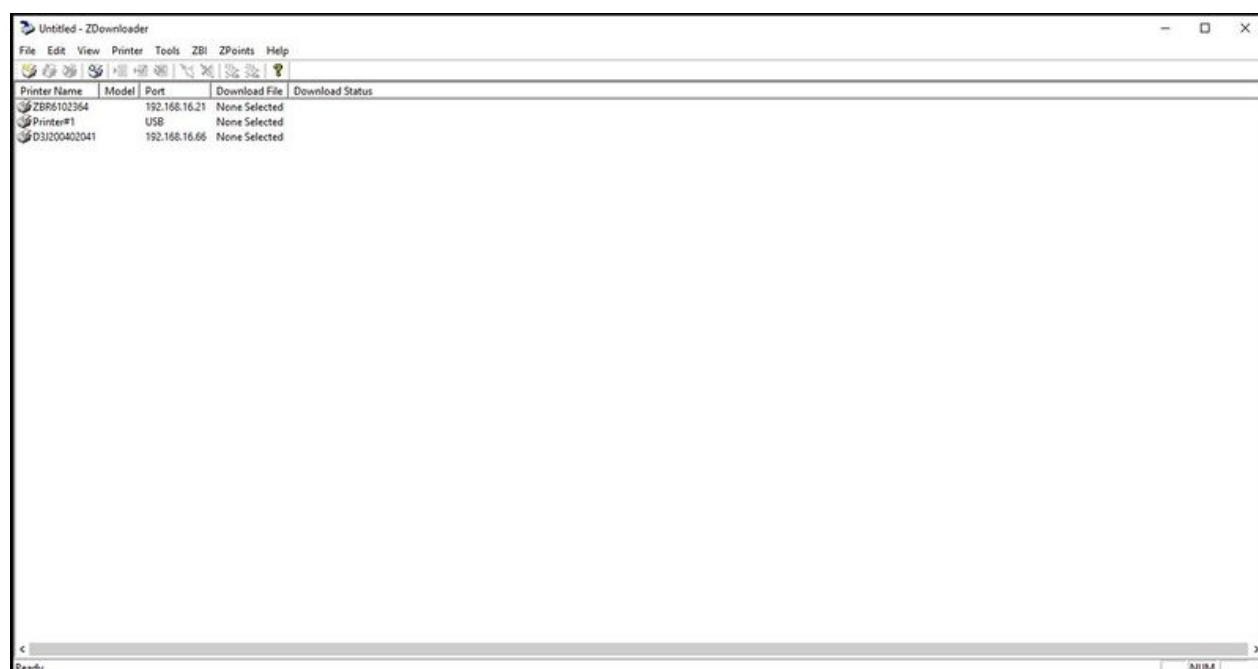 Untitled - ZDownloader
File Edit View Printer Tools ZBI ZPoints Help
Printer Name Model Port Download File Download Status
ZBR6102364 192.168.16.21 None Selected
Printer#1 USB None Selected
D3J200402041 192.168.16.66 None Selected
Ready NUM